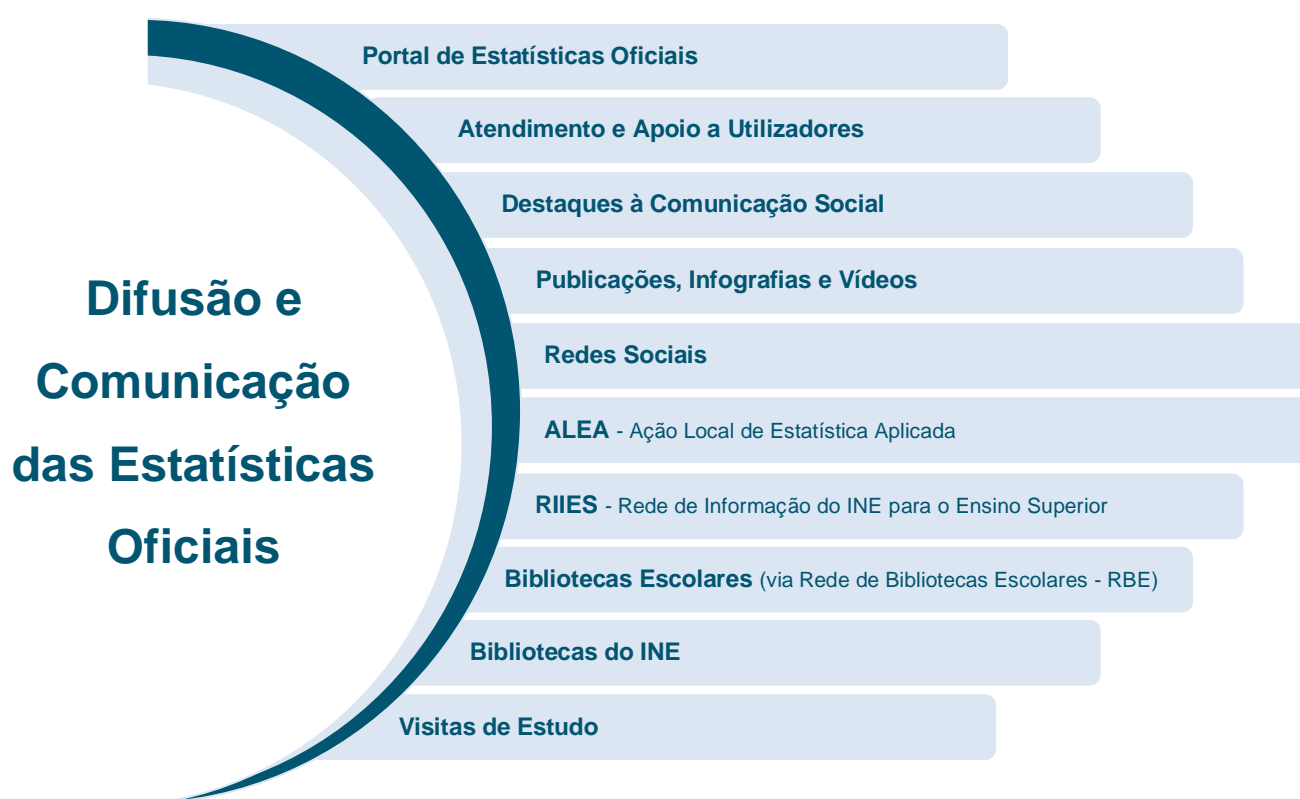 Difusão e
Comunicação
das Estatísticas
Oficiais
Portal de Estatísticas Oficiais
Atendimento e Apoio a Utilizadores
Destaques à Comunicação Social
Publicações, Infografias e Vídeos
Redes Sociais
ALEA - Ação Local de Estatística Aplicada
RIIES - Rede de Informação do INE para o Ensino Superior
Bibliotecas Escolares (via Rede de Bibliotecas Escolares - RBE)
Bibliotecas do INE
Visitas de Estudo